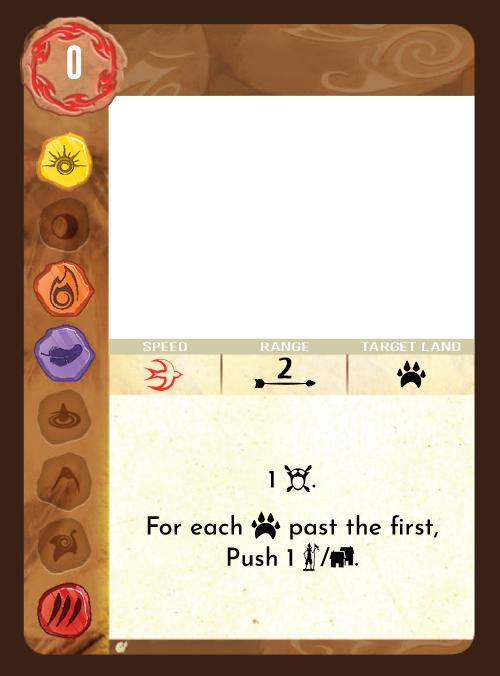 0
SPEED RANGE TARGET LAND
2
1 .
For each past the first,
Push 1 / .